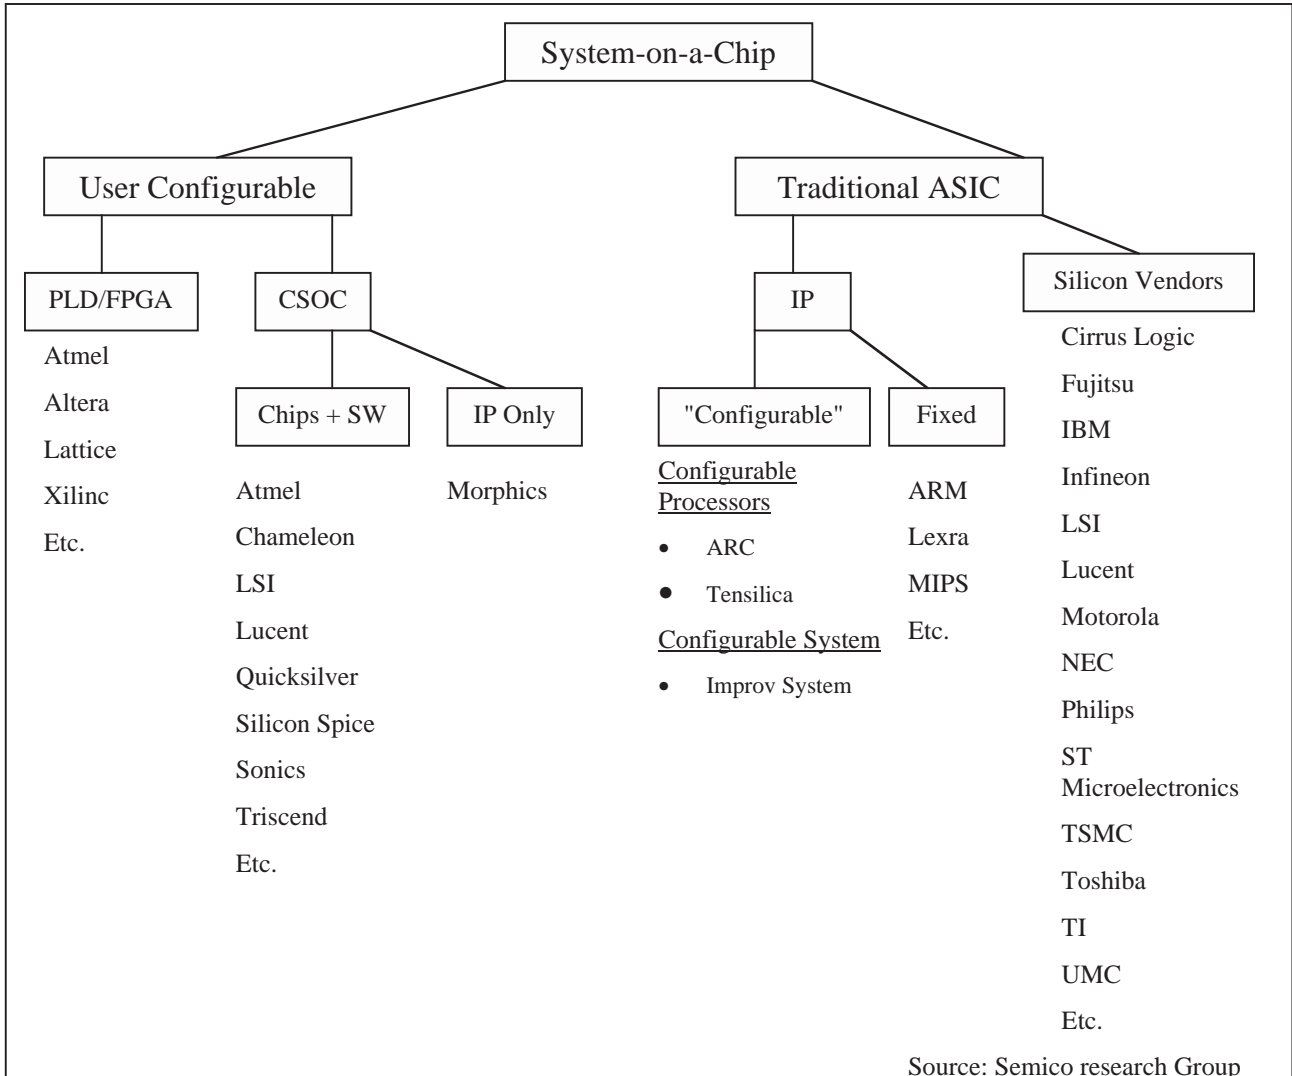 System-on-a-Chip
User Configurable
Traditional ASIC
PLD/FPGA
CSOC
IP
Silicon Vendors
Atmel
Altera
Lattice
Xilinc
Etc.
Chips + SW
IP Only
"Configurable"
Fixed
Atmel
Chameleon
LSI
Lucent
Quicksilver
Silicon Spice
Sonics
Triscend
Etc.
Morphics
Configurable
Processors
• ARC
• Tensilica
Configurable System
• Improv System
ARM
Lexra
MIPS
Etc.
Cirrus Logic
Fujitsu
IBM
Infineon
LSI
Lucent
Motorola
NEC
Philips
ST
Microelectronics
TSMC
Toshiba
TI
UMC
Etc.
Source: Semico research Group